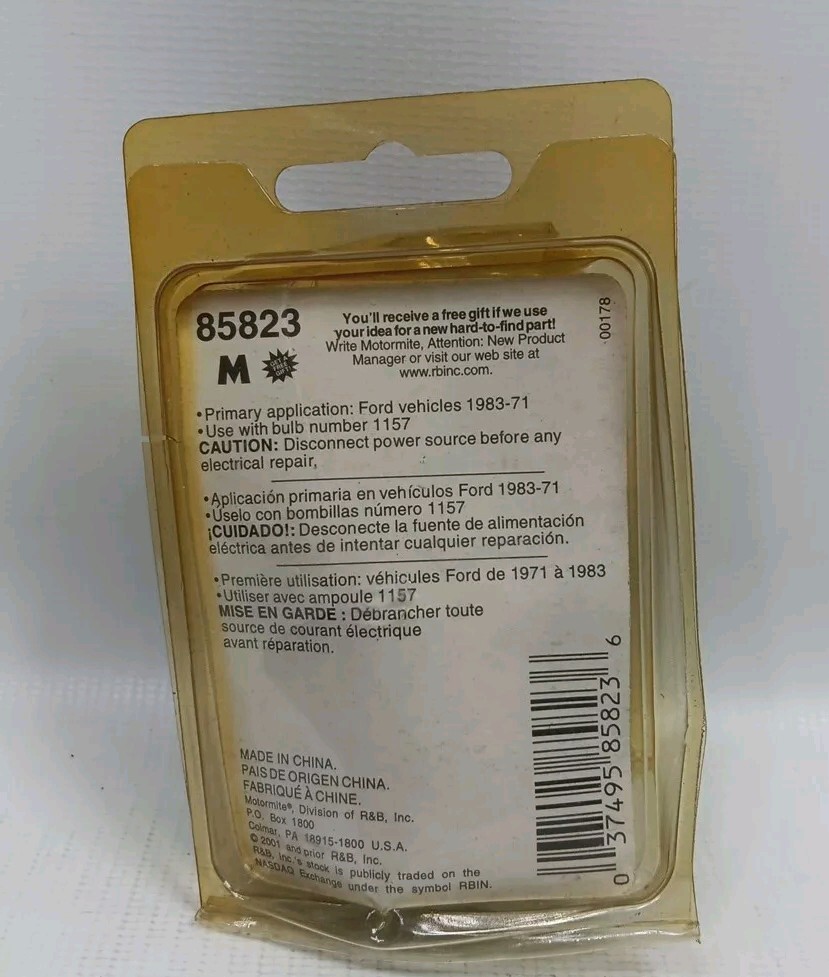 85823
M
You'll receive a free gift if we use
your idea for a new hard-to-find part!
Write Motormite, Attention: New Product
Manager or visit our web site at
www.rbinc.com.
00178
•Primary application: Ford vehicles 1983-71
•Use with bulb number 1157
CAUTION: Disconnect power source before any
electrical repair,
•Aplicación primaria en vehículos Ford 1983-71
•Úselo con bombillas número 1157
¡CUIDADO!: Desconecte la fuente de alimentación
eléctrica antes de intentar cualquier reparación.
•Première utilisation: véhicules Ford de 1971 à 1983
•Utiliser avec ampoule 1157
MISE EN GARDE : Débrancher toute
source de courant électrique
avant réparation.
MADE IN CHINA.
PAIS DE ORIGEN CHINA.
FABRIQUÉ À CHINE.
Motormite®, Division of R&B, Inc.
P.O. Box 1800
Colmar, PA 18915-1800 U.S.A.
© 2001 and prior R&B, Inc.
R&B, Inc.'s stock is publicly traded on the
NASDAQ Exchange under the symbol RBIN.
0 37495 85823 6